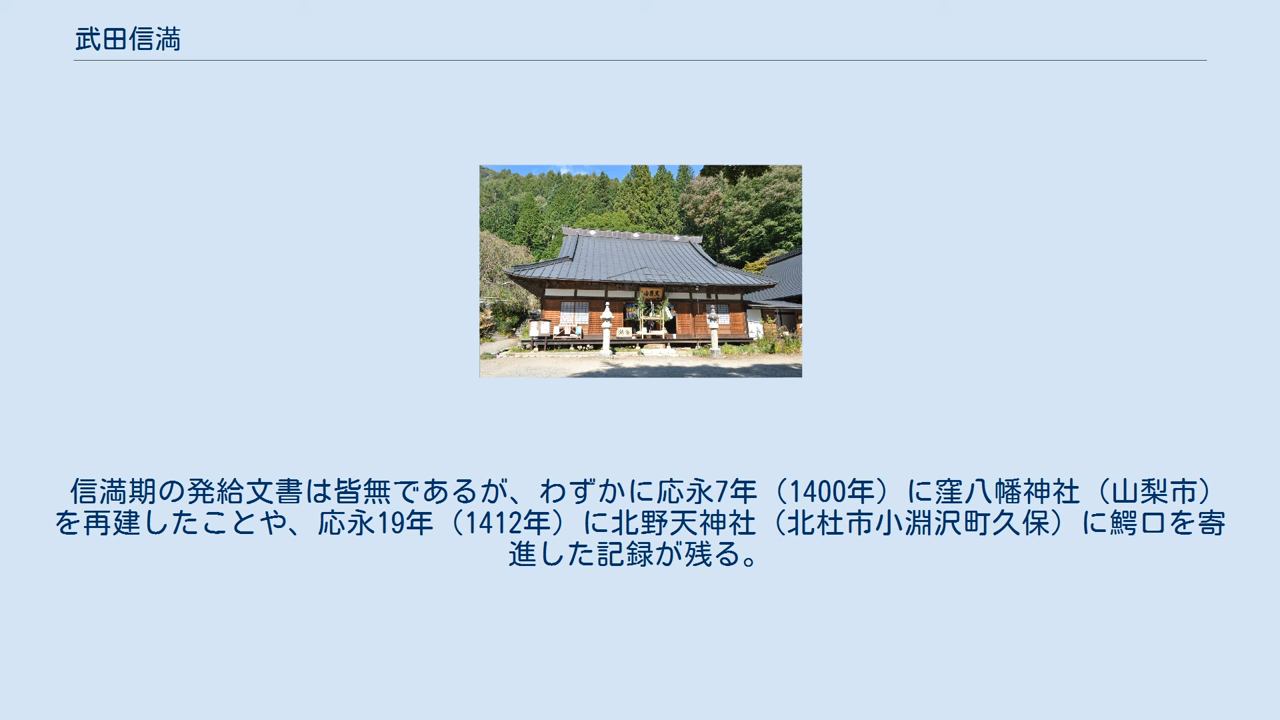 武田信満
信満期の発給文書は皆無であるが、わずかに応永7年（1400年）に窪八幡神社（山梨市）
を再建したことや、応永19年（1412年）に北野天神社（北杜市小淵沢町久保）に鰐口を寄
進した記録が残る。